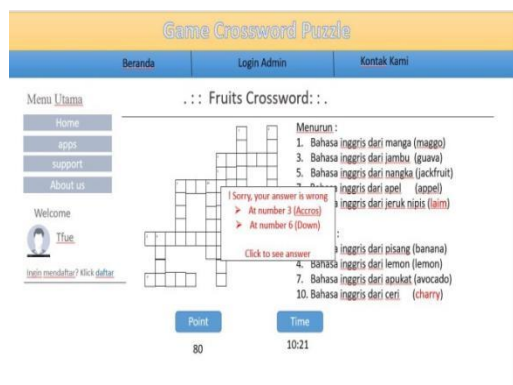 Game Crossword Puzzle
Beranda Login Admin Kontak Kami
Menu Utama
Home
apps
support
About us
Welcome
Tfue
Ingin mendaftar? Klick daftar
. : : Fruits Crossword: : .
Menurun :
1. Bahasa inggris dari manga (maggo)
3. Bahasa inggris dari jambu (guava)
5. Bahasa inggris dari nangka (jackfruit)
Bahasa inggris dari apel (appel)
inggris dari jeruk nipis (laim)
:
inggris dari pisang (banana)
4. Bahasa inggris dari lemon (lemon)
7. Bahasa inggris dari apukat (avocado)
10. Bahasa inggris dari ceri (charry)
! Sorry, your answer is wrong
➢ At number 3 (Accros)
➢ At number 6 (Down)
Click to see answer
Point
80
Time
10:21